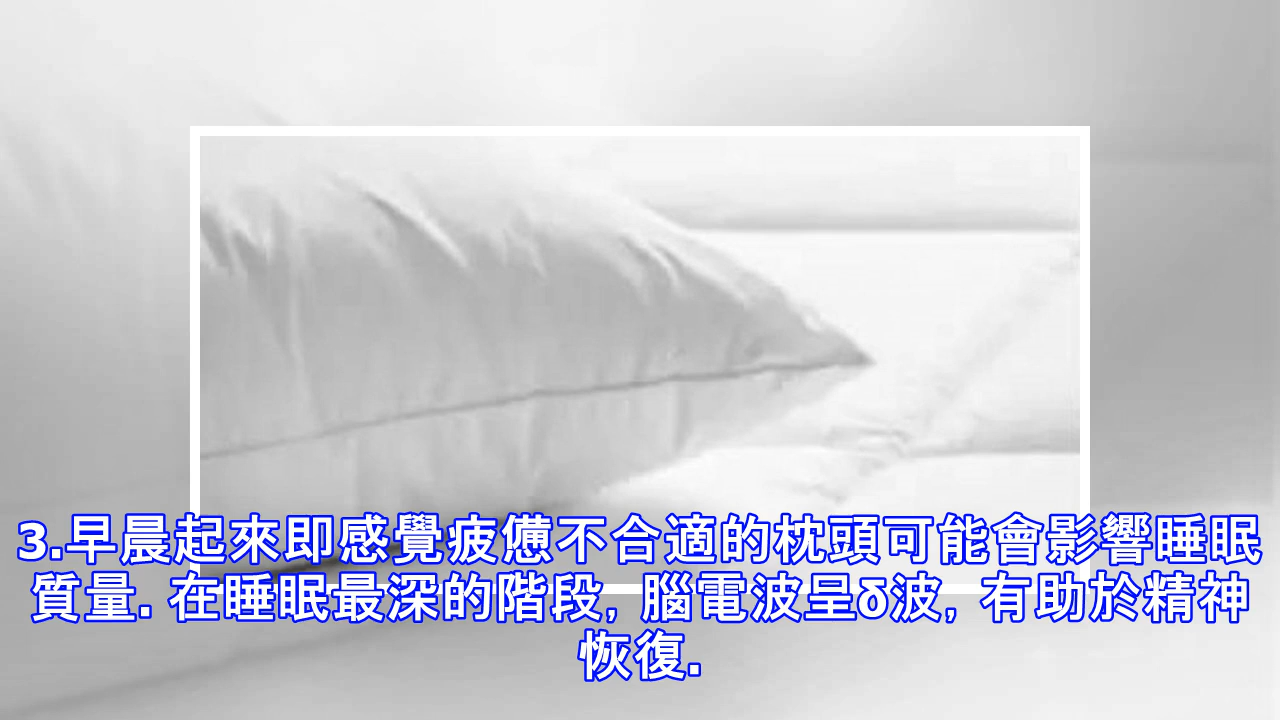 3.早晨起來即感覺疲憊不合適的枕頭可能會影響睡眠
質量. 在睡眠最深的階段, 腦電波呈δ波, 有助於精神
恢復.